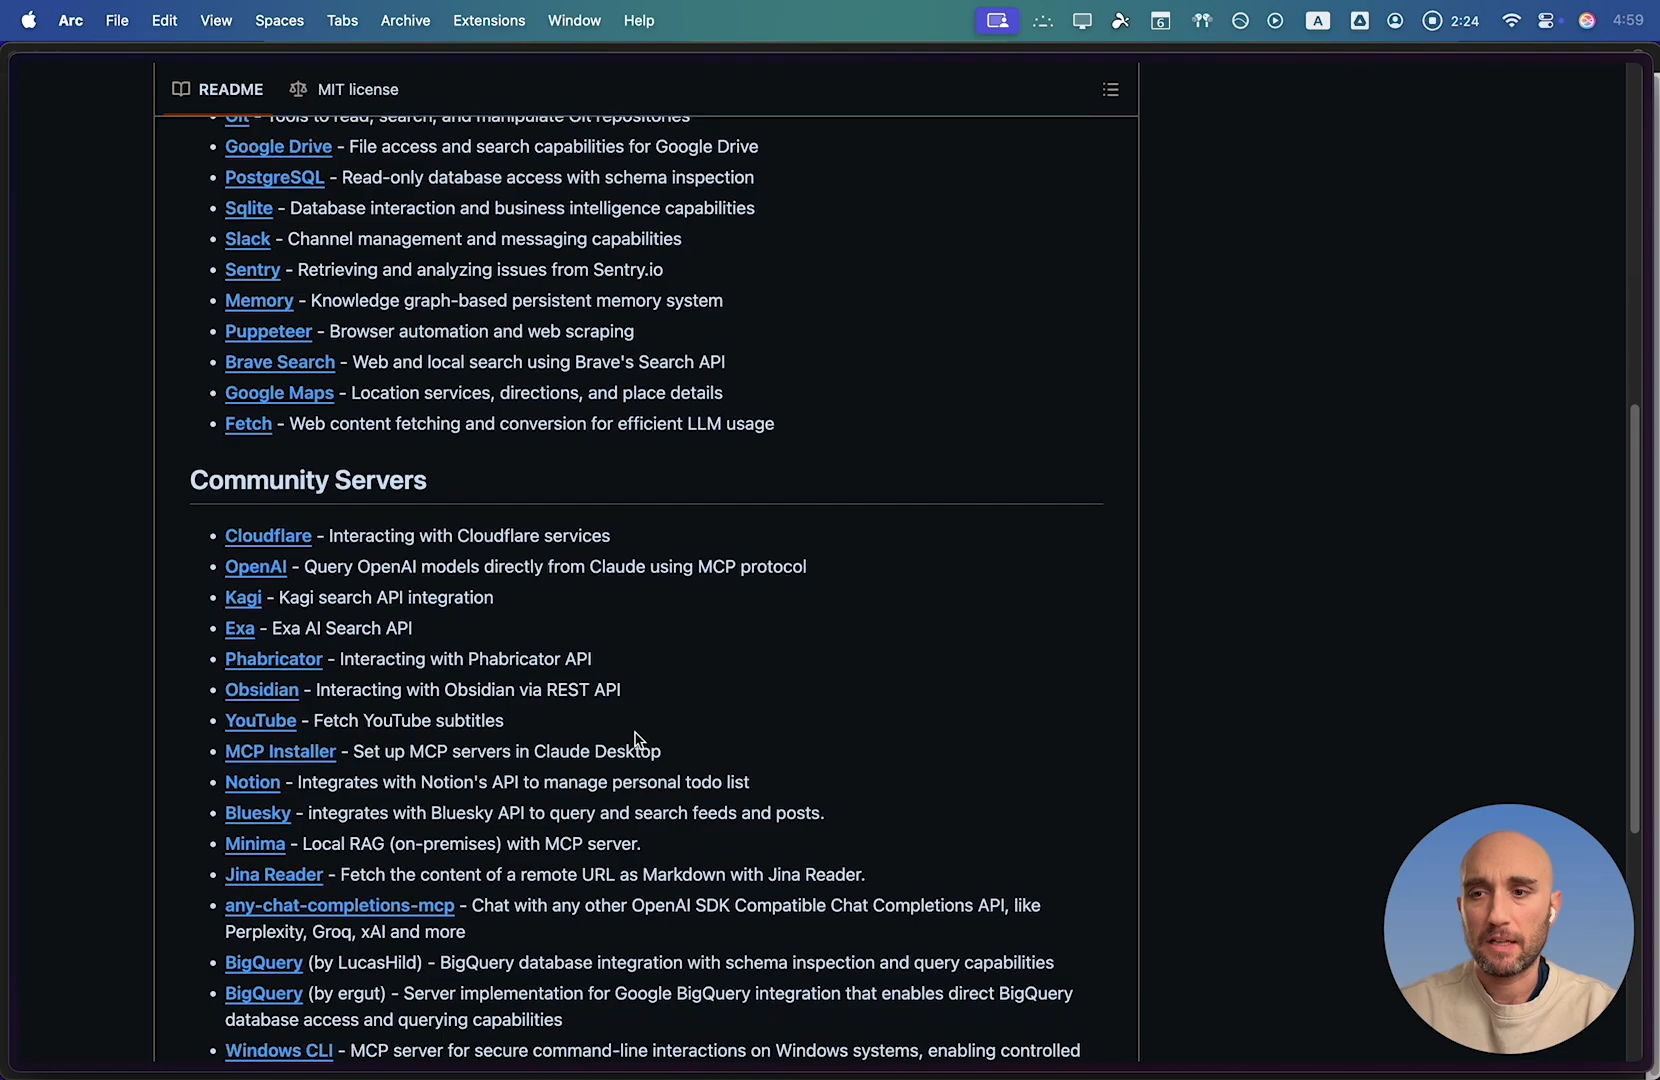 Arc File Edit View Spaces Tabs Archive Extensions Window Help 6 A 2:24 4:59
README MIT license
Git - Tools to read, search, and manipulate Git repositories
Google Drive - File access and search capabilities for Google Drive
PostgreSQL - Read-only database access with schema inspection
Sqlite - Database interaction and business intelligence capabilities
Slack - Channel management and messaging capabilities
Sentry - Retrieving and analyzing issues from Sentry.io
Memory - Knowledge graph-based persistent memory system
Puppeteer - Browser automation and web scraping
Brave Search - Web and local search using Brave's Search API
Google Maps - Location services, directions, and place details
Fetch - Web content fetching and conversion for efficient LLM usage
Community Servers
Cloudflare - Interacting with Cloudflare services
OpenAI - Query OpenAI models directly from Claude using MCP protocol
Kagi - Kagi search API integration
Exa - Exa AI Search API
Phabricator - Interacting with Phabricator API
Obsidian - Interacting with Obsidian via REST API
YouTube - Fetch YouTube subtitles
MCP Installer - Set up MCP servers in Claude Desktop
Notion - Integrates with Notion's API to manage personal todo list
Bluesky - integrates with Bluesky API to query and search feeds and posts.
Minima - Local RAG (on-premises) with MCP server.
Jina Reader - Fetch the content of a remote URL as Markdown with Jina Reader.
any-chat-completions-mcp - Chat with any other OpenAI SDK Compatible Chat Completions API, like
Perplexity, Groq, xAI and more
BigQuery (by LucasHild) - BigQuery database integration with schema inspection and query capabilities
BigQuery (by ergut) - Server implementation for Google BigQuery integration that enables direct BigQuery
database access and querying capabilities
Windows CLI - MCP server for secure command-line interactions on Windows systems, enabling controlled